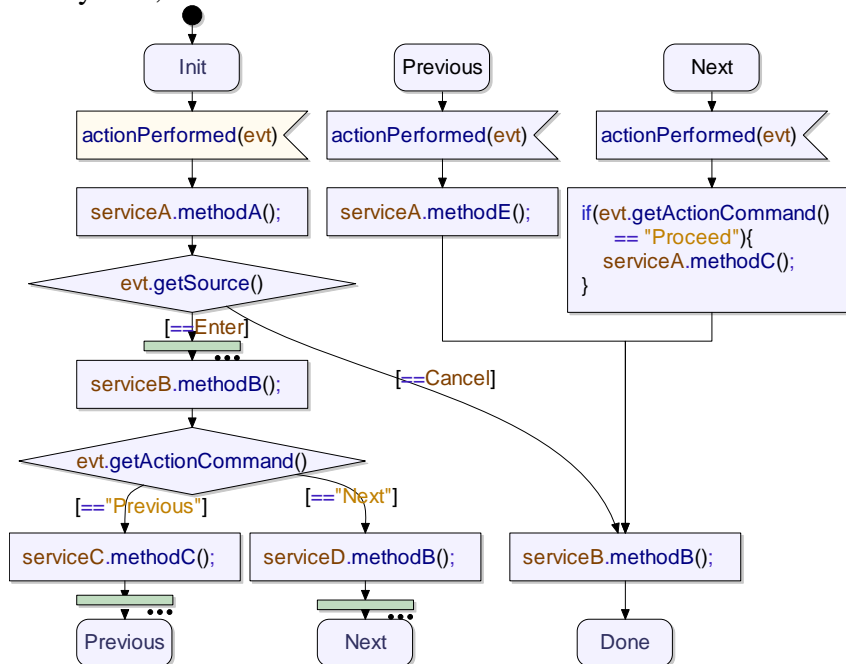 Init
Previous
Next
actionPerformed(evt)
actionPerformed(evt)
actionPerformed(evt)
serviceA.methodA();
serviceA.methodE();
if(evt.getActionCommand()
== "Proceed"){
serviceA.methodC();
}
evt.getSource()
[==Enter]
serviceB.methodB();
[==Cancel]
evt.getActionCommand()
[=="Previous"]
[=="Next"]
serviceC.methodC();
serviceD.methodB();
serviceB.methodB();
Previous
Next
Done